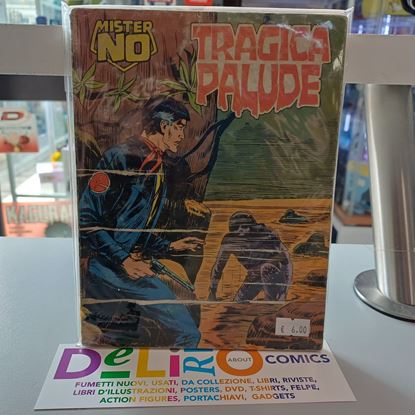 MISTER
NO
TRAGICA
PALUDE
€ 6.00
DeLiRO
ABOUT
COMICS
FUMETTI NUOVI, USATI, DA COLLEZIONE, LIBRI, RIVISTE,
LIBRI D'ILLUSTRAZIONI, POSTERS, DVD, T-SHIRTS, FELPE,
ACTION FIGURES, PORTACHIAVI, GADGETS